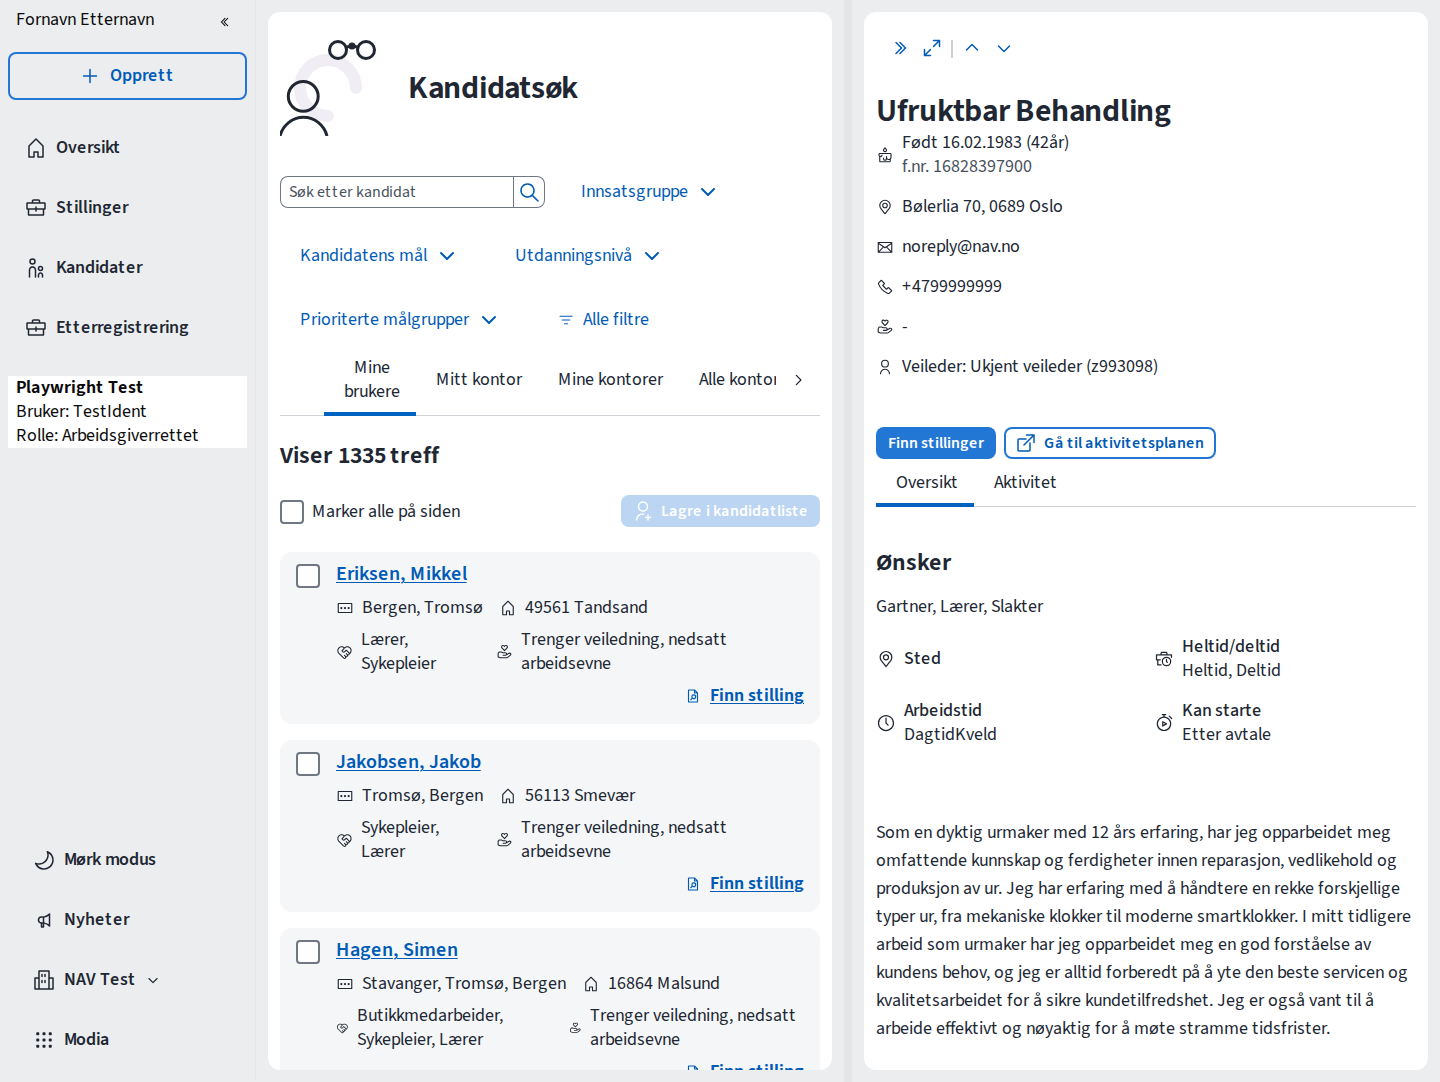 Fornavn Etternavn
Opprett
Oversikt
Stillinger
Kandidater
Etterregistrering
Playwright Test
Bruker: TestIdent
Rolle: Arbeidsgiverrettet
Mørk modus
Nyheter
NAV Test
Modia
Kandidatsøk
Søk etter kandidat
Innsatsgruppe
Kandidatens mål
Utdanningsnivå
Prioriterte målgrupper
Alle filtre
Mine
brukere
Mitt kontor
Mine kontorer
Alle kontor
Viser 1335 treff
Marker alle på siden
Lagre i kandidatliste
Eriksen, Mikkel
Bergen, Tromsø
49561 Tandsand
Lærer,
Sykepleier
Trenger veiledning, nedsatt
arbeidsevne
Finn stilling
Jakobsen, Jakob
Tromsø, Bergen
56113 Smevær
Sykepleier,
Lærer
Trenger veiledning, nedsatt
arbeidsevne
Finn stilling
Hagen, Simen
Stavanger, Tromsø, Bergen
16864 Malsund
Butikkmedarbeider,
Sykepleier, Lærer
Trenger veiledning, nedsatt
arbeidsevne
Finn stilling
Ufruktbar Behandling
Født 16.02.1983 (42år)
f.nr. 16828397900
Bølerlia 70, 0689 Oslo
noreply@nav.no
+4799999999
-
Veileder: Ukjent veileder (z993098)
Finn stillinger
Gå til aktivitetsplanen
Oversikt
Aktivitet
Ønsker
Gartner, Lærer, Slakter
Sted
Heltid/deltid
Heltid, Deltid
Arbeidstid
DagtidKveld
Kan starte
Etter avtale
Som en dyktig urmaker med 12 års erfaring, har jeg opparbeidet meg
omfattende kunnskap og ferdigheter innen reparasjon, vedlikehold og
produksjon av ur. Jeg har erfaring med å håndtere en rekke forskjellige
typer ur, fra mekaniske klokker til moderne smartklokker. I mitt tidligere
arbeid som urmaker har jeg opparbeidet meg en god forståelse av
kundens behov, og jeg er alltid forberedt på å yte den beste servicen og
kvalitetsarbeidet for å sikre kundetilfredshet. Jeg er også vant til å
arbeide effektivt og nøyaktig for å møte stramme tidsfrister.